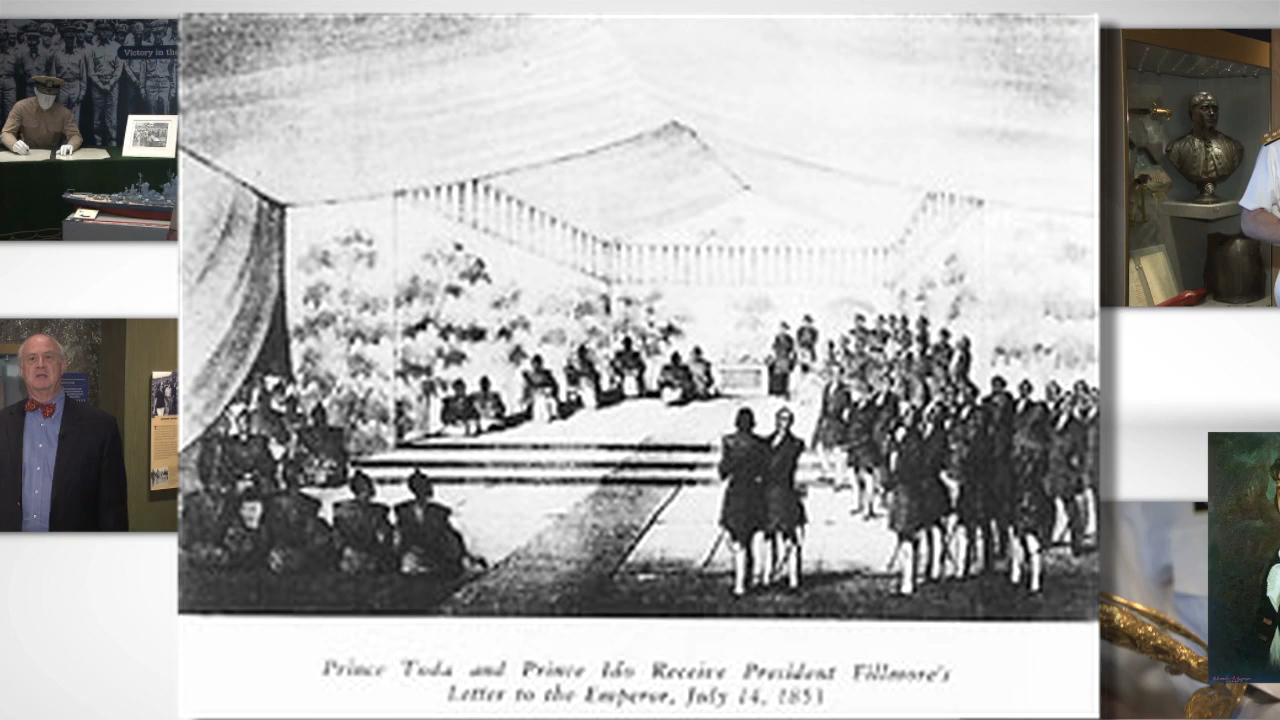 Victory in the
Prince Toda and Prince Ido Receive President Fillmore's
Letter to the Emperor, July 14, 1853